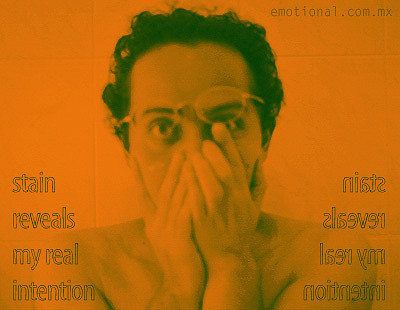 emotional.com.mx
stain
reveals
my real
intention
stain
reveals
my real
intention